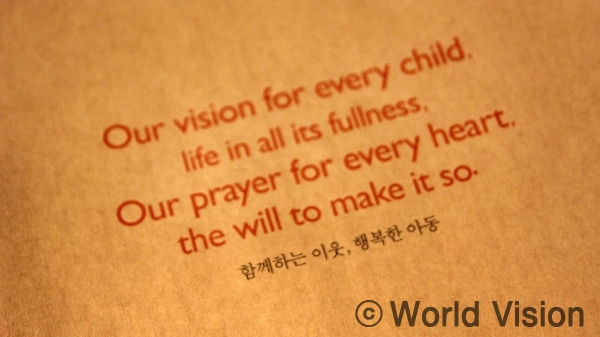 Our vision for every child.
life in all its fullness.
Our prayer for every heart.
the will to make it so.
함께하는 이웃, 행복한 아동
© World Vision